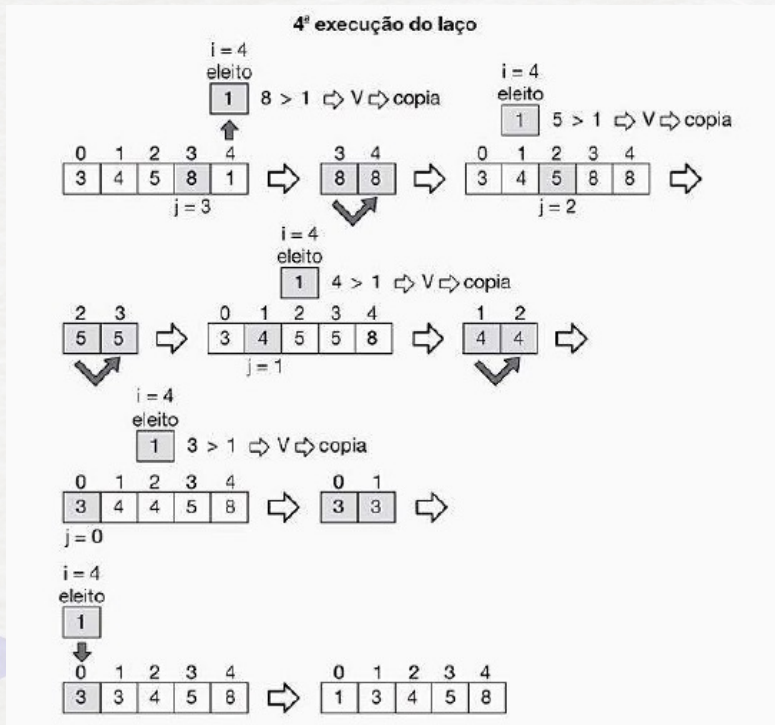 4ª execução do laço
i = 4
eleito
1 8 > 1 ⇨ V ⇨ copia
i = 4
eleito
1 5 > 1 ⇨ V ⇨ copia
0 1 2 3 4
3 4 5 8 1
j = 3
3 4
8 8
0 1 2 3 4
3 4 5 8 8
j = 2
i = 4
eleito
1 4 > 1 ⇨ V ⇨ copia
2 3
5 5
0 1 2 3 4
3 4 5 5 8
j = 1
1 2
4 4
i = 4
eleito
1 3 > 1 ⇨ V ⇨ copia
0 1 2 3 4
3 4 4 5 8
j = 0
0 1
3 3
i = 4
eleito
1
0 1 2 3 4
3 3 4 5 8
0 1 2 3 4
1 3 4 5 8